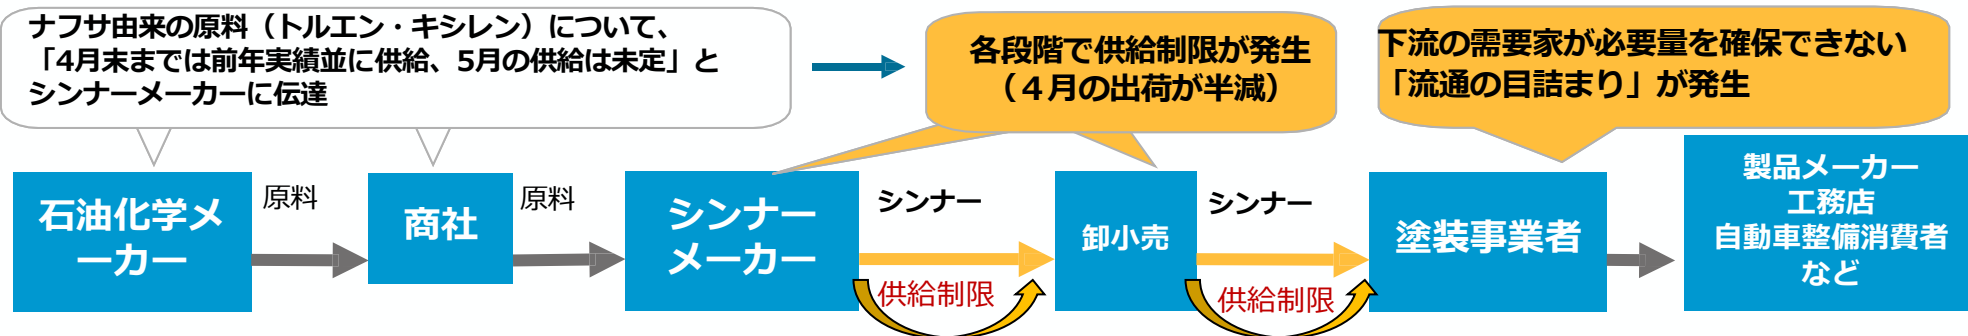 ナフサ由来の原料（トルエン・キシレン）について、
「4月末までは前年実績並に供給、5月の供給は未定」と
シンナーメーカーに伝達
各段階で供給制限が発生
（４月の出荷が半減）
下流の需要家が必要量を確保できない
「流通の目詰まり」が発生
石油化学メ
ーカー
原料
商社
原料
シンナー
メーカー
シンナー
供給制限
卸小売
シンナー
供給制限
塗装事業者
製品メーカー
工務店
自動車整備消費者
など